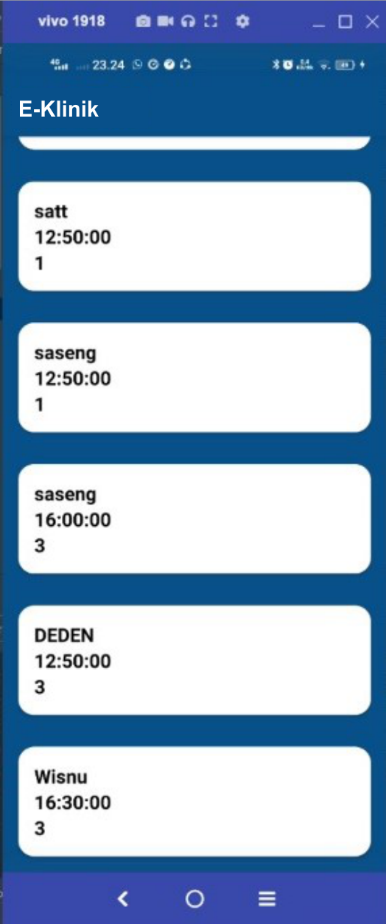 vivo 1918
23.24
E-Klinik
satt
12:50:00
1
saseng
12:50:00
1
saseng
16:00:00
3
DEDEN
12:50:00
3
Wisnu
16:30:00
3